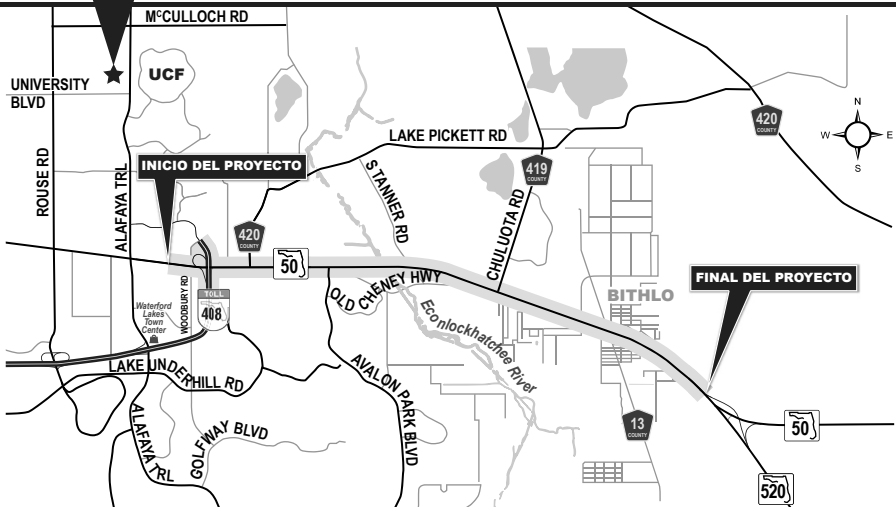 McCULLOCH RD
UCF
UNIVERSITY
BLVD
ROUSE RD
ALAFAYA TRL
INICIO DEL PROYECTO
LAKE PICKETT RD
STANNER RD
419
COUNTY
CHULUOTA RD
420
COUNTY
N
W
E
S
420
COUNTY
50
OLD CHENEY HWY
Econlockhatchee River
BITHLO
FINAL DEL PROYECTO
WOODBURY RD
TOLL
408
Waterford
Lakes
Town
Center
LAKE UNDERHILL RD
ALAFAYA TRL
GOLFWAY BLVD
AVALON PARK BLVD
13
COUNTY
50
520